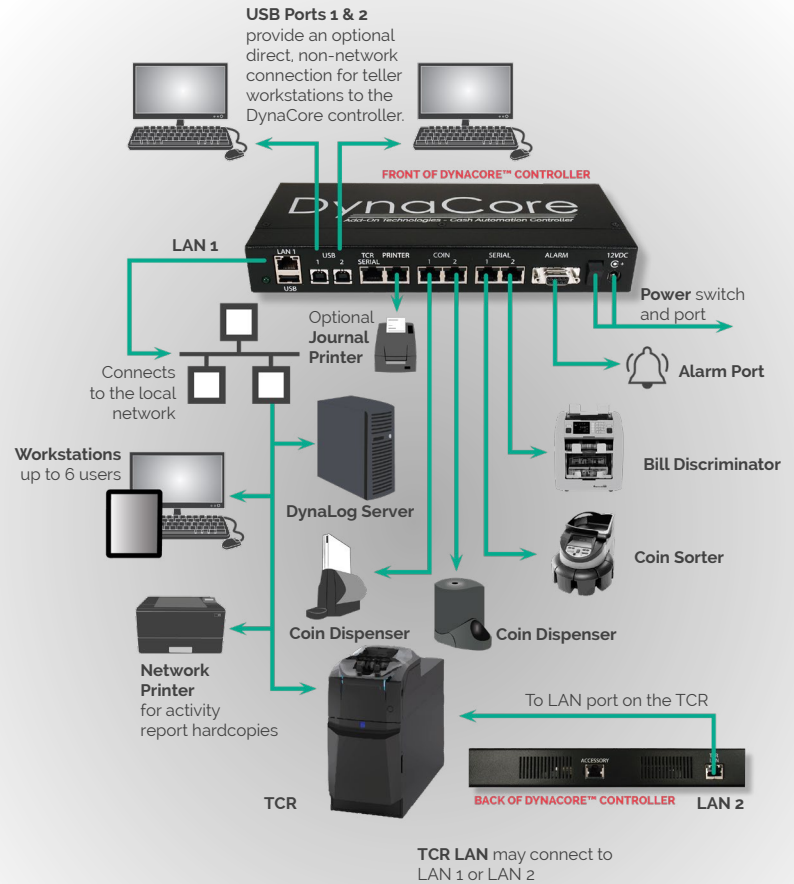 USB Ports 1 & 2
provide an optional
direct, non-network
connection for teller
workstations to the
DynaCore controller.
FRONT OF DYNACORE™ CONTROLLER
DynaCore
Add-On Technologies - Cash Automation Controller
LAN 1
LAN 1
USB
USB
1 2
TCR
SERIAL
PRINTER
COIN
1 2
SERIAL
1 2
ALARM
12VDC
Power switch
and port
Optional
Journal
Printer
Alarm Port
Connects
to the local
network
Workstations
up to 6 users
Bill Discriminator
DynaLog Server
Coin Sorter
Coin Dispenser
Coin Dispenser
Network
Printer
for activity
report hardcopies
To LAN port on the TCR
ACCESSORY
LAN
TCR
BACK OF DYNACORE™ CONTROLLER
LAN 2
TCR LAN may connect to
LAN 1 or LAN 2